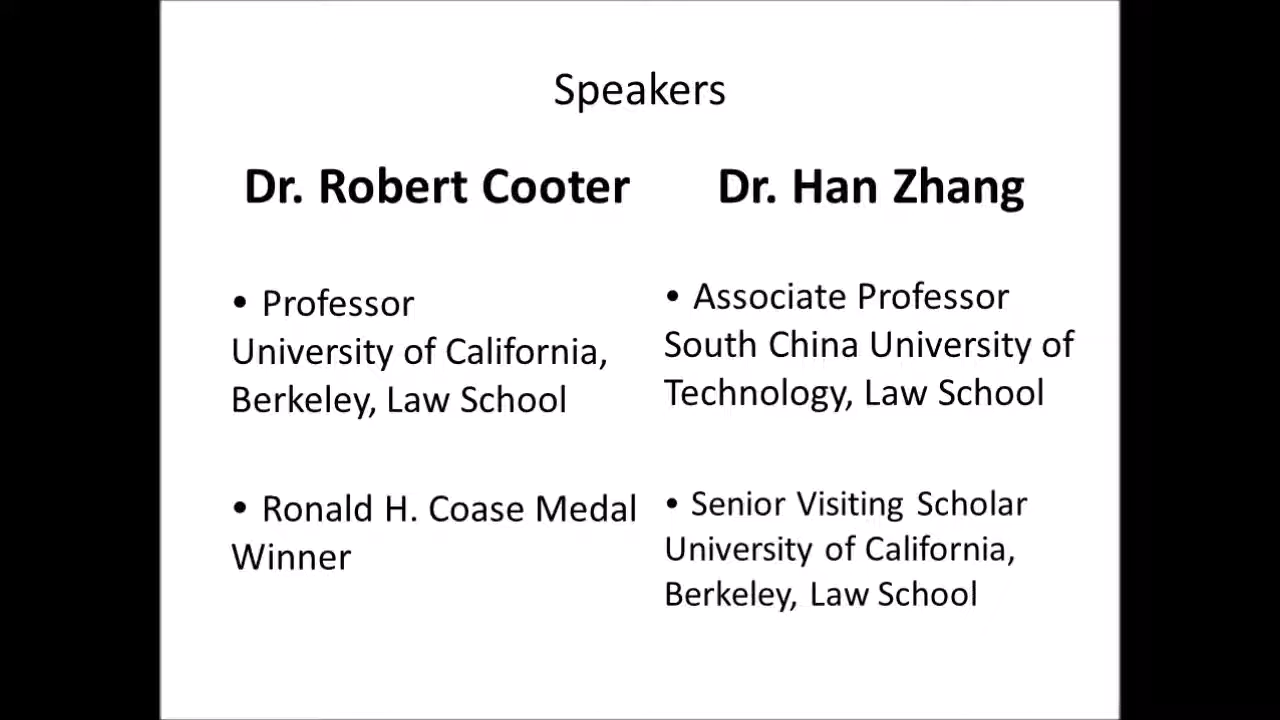 Speakers
Dr. Robert Cooter
• Professor
University of California,
Berkeley, Law School
• Ronald H. Coase Medal
Winner
Dr. Han Zhang
• Associate Professor
South China University of
Technology, Law School
• Senior Visiting Scholar
University of California,
Berkeley, Law School